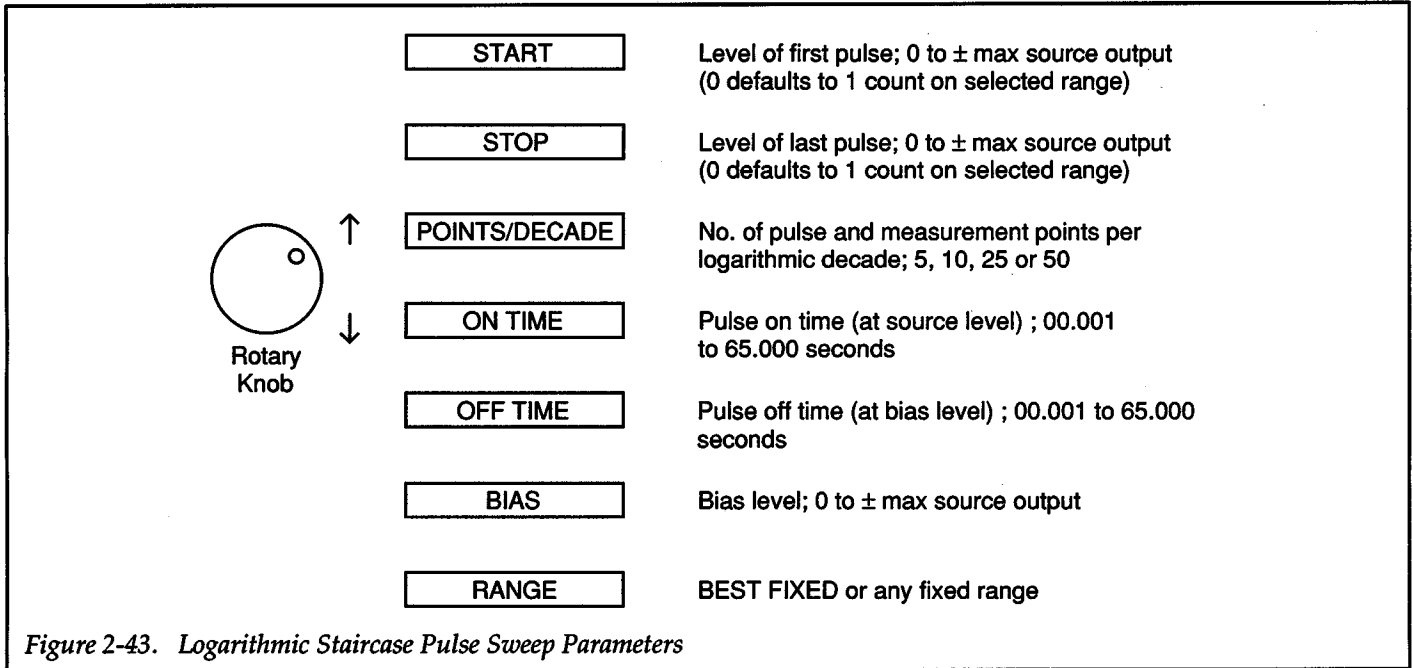 START
Level of first pulse; 0 to ± max source output
(0 defaults to 1 count on selected range)
STOP
Level of last pulse; 0 to ± max source output
(0 defaults to 1 count on selected range)
↑
POINTS/DECADE
No. of pulse and measurement points per
logarithmic decade; 5, 10, 25 or 50
↓
Rotary
Knob
ON TIME
Pulse on time (at source level) ; 00.001
to 65.000 seconds
OFF TIME
Pulse off time (at bias level) ; 00.001 to 65.000
seconds
BIAS
Bias level; 0 to ± max source output
RANGE
BEST FIXED or any fixed range
Figure 2-43. Logarithmic Staircase Pulse Sweep Parameters